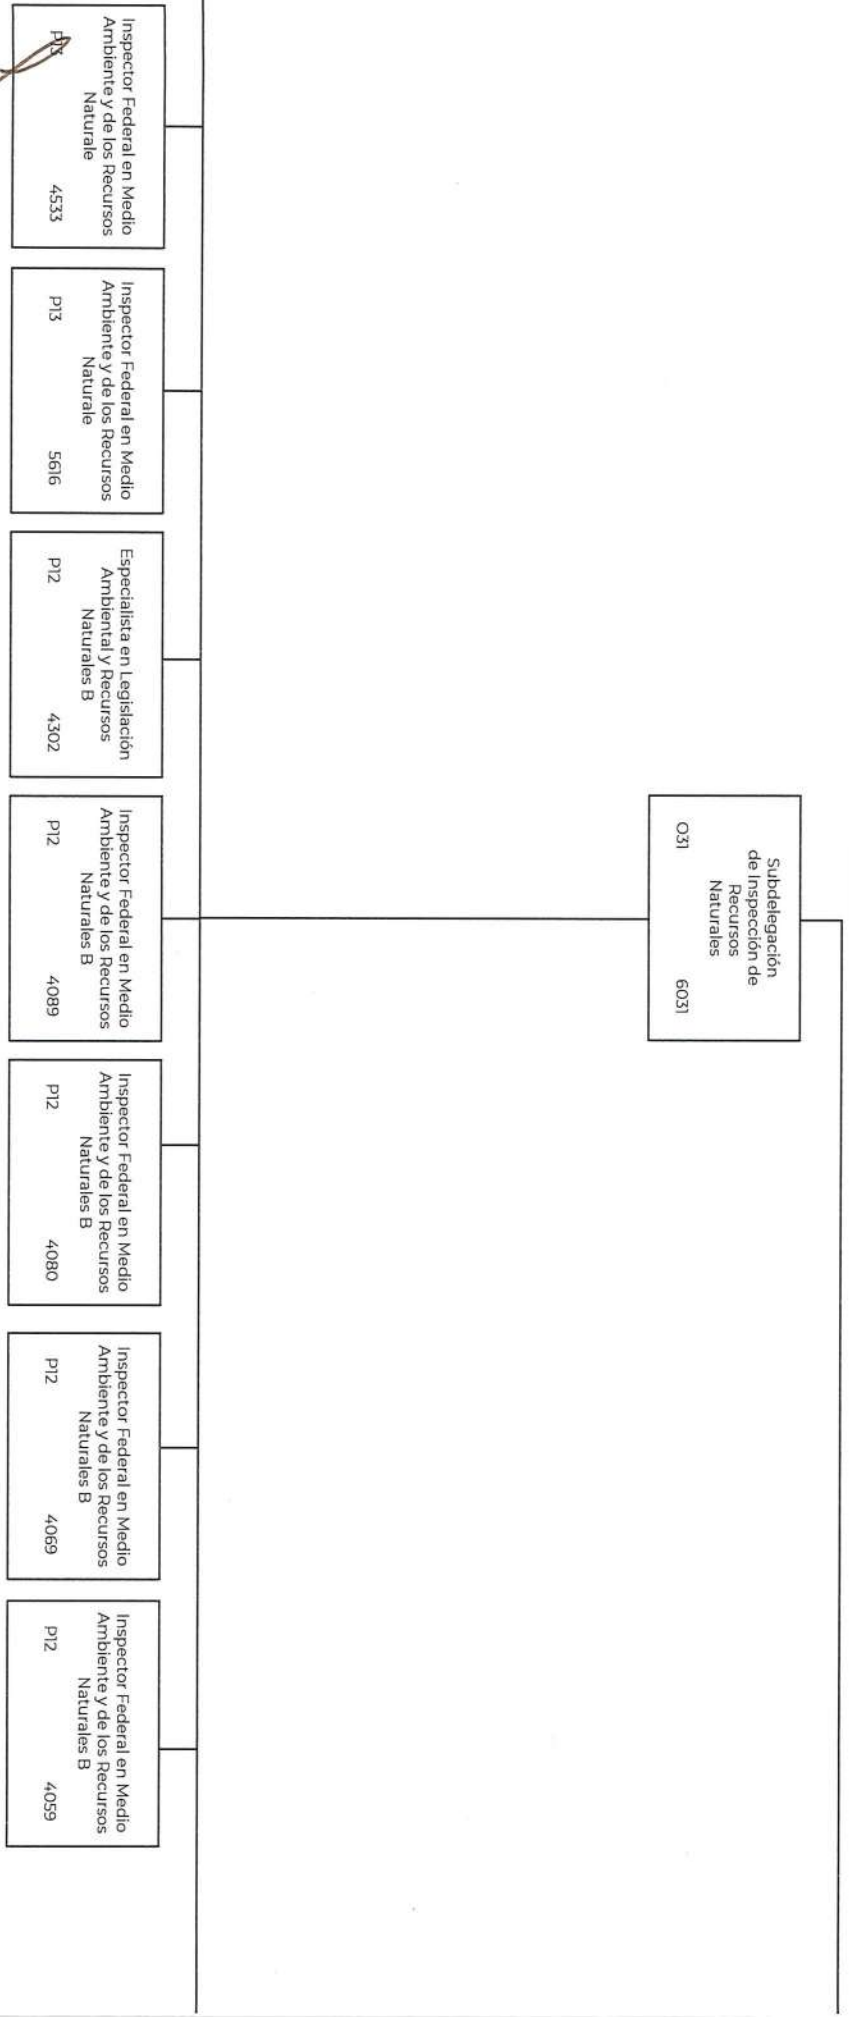 Subdelegación
de Inspección de
Recursos
Naturales
O31 6031
Inspector Federal en Medio
Ambiente y de los Recursos
Naturale
P13 4533
Inspector Federal en Medio
Ambiente y de los Recursos
Naturale
P13 5616
Especialista en Legislación
Ambiental y Recursos
Naturales B
P12 4302
Inspector Federal en Medio
Ambiente y de los Recursos
Naturales B
P12 4089
Inspector Federal en Medio
Ambiente y de los Recursos
Naturales B
P12 4080
Inspector Federal en Medio
Ambiente y de los Recursos
Naturales B
P12 4069
Inspector Federal en Medio
Ambiente y de los Recursos
Naturales B
P12 4059